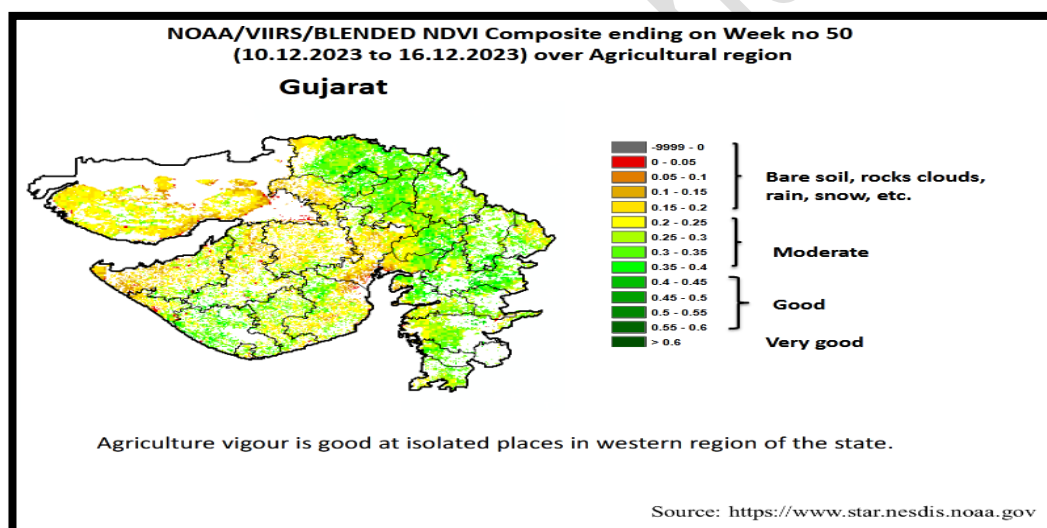 NOAA/VIIRS/BLENDED NDVI Composite ending on Week no 50
(10.12.2023 to 16.12.2023) over Agricultural region
Gujarat
-9999 - 0
0 - 0.05
0.05 - 0.1
0.1 - 0.15
0.15 - 0.2
0.2 - 0.25
0.25 - 0.3
0.3 - 0.35
0.35 - 0.4
0.4 - 0.45
0.45 - 0.5
0.5 - 0.55
0.55 - 0.6
> 0.6
Bare soil, rocks clouds,
rain, snow, etc.
Moderate
Good
Very good
Agriculture vigour is good at isolated places in western region of the state.
Source: https://www.star.nesdis.noaa.gov